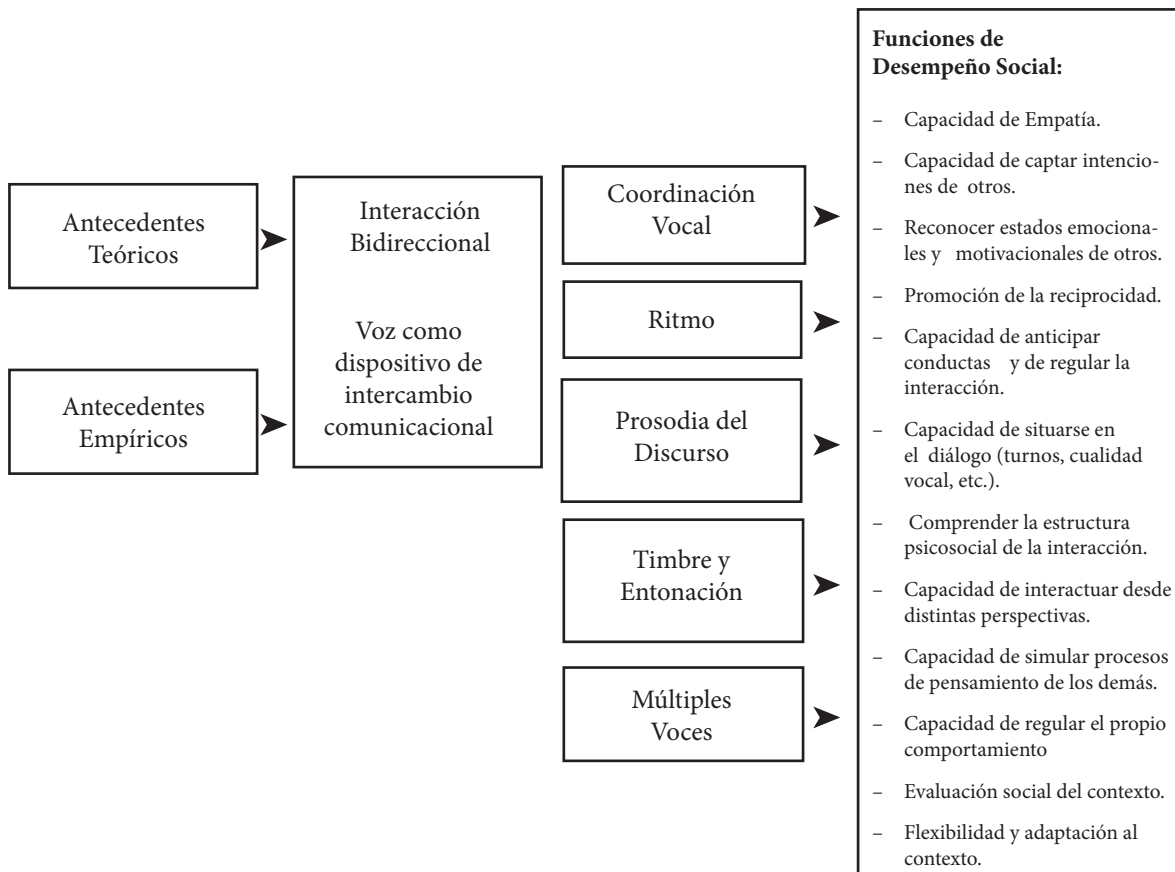 Antecedentes
Teóricos
Antecedentes
Empíricos
Interacción
Bidireccional
Voz como
dispositivo de
intercambio
comunicacional
Coordinación
Vocal
Ritmo
Prosodia del
Discurso
Timbre y
Entonación
Múltiples
Voces
Funciones de
Desempeño Social:
– Capacidad de Empatía.
– Capacidad de captar intencio-
nes de otros.
– Reconocer estados emociona-
les y motivacionales de otros.
– Promoción de la reciprocidad.
– Capacidad de anticipar
conductas y de regular la
interacción.
– Capacidad de situarse en
el diálogo (turnos, cualidad
vocal, etc.).
– Comprender la estructura
psicosocial de la interacción.
– Capacidad de interactuar desde
distintas perspectivas.
– Capacidad de simular procesos
de pensamiento de los demás.
– Capacidad de regular el propio
comportamiento
– Evaluación social del contexto.
– Flexibilidad y adaptación al
contexto.